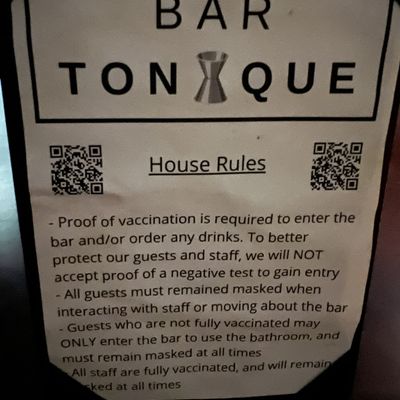 BAR
TONIQUE
House Rules
- Proof of vaccination is required to enter the
bar and/or order any drinks. To better
protect our guests and staff, we will NOT
accept proof of a negative test to gain entry
- All guests must remained masked when
interacting with staff or moving about the bar
- Guests who are not fully vaccinated may
ONLY enter the bar to use the bathroom, and
must remain masked at all times
- All staff are fully vaccinated, and will remain
masked at all times